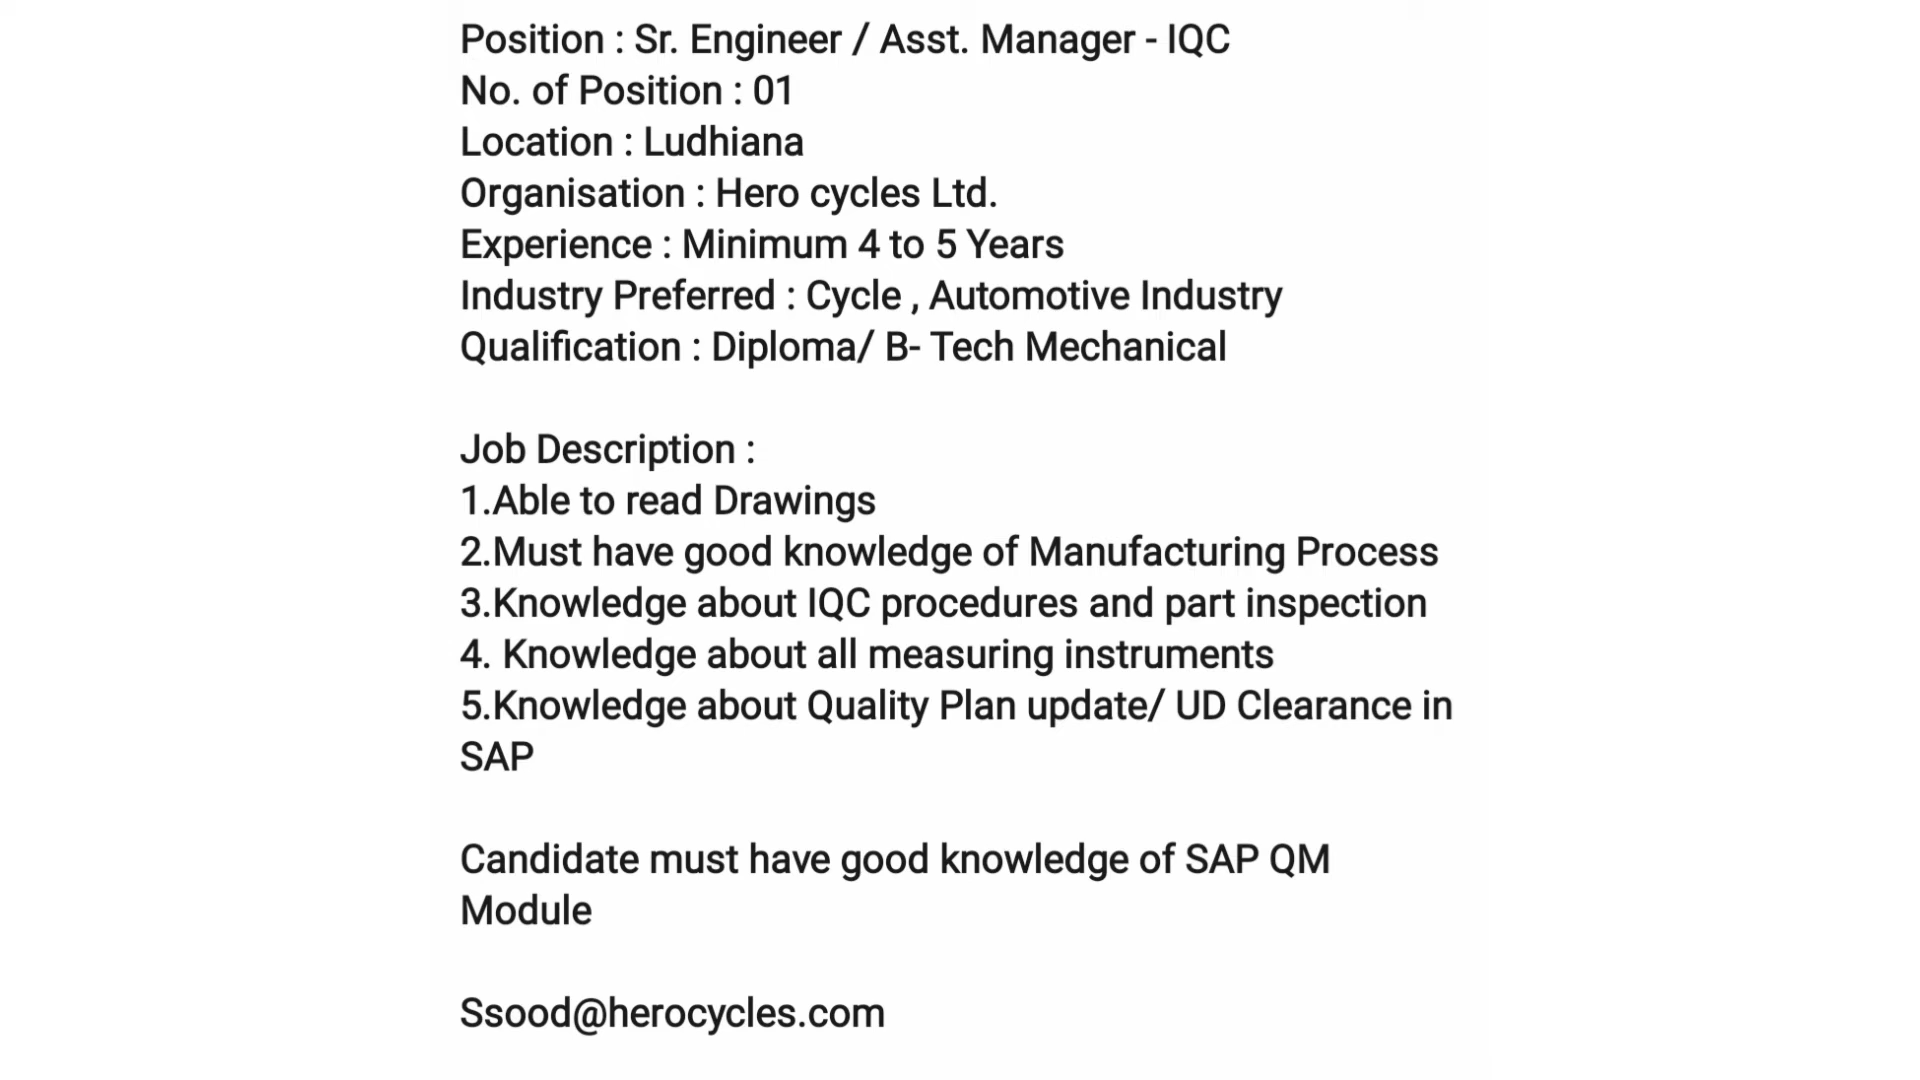 Position : Sr. Engineer / Asst. Manager - IQC
No. of Position : 01
Location : Ludhiana
Organisation : Hero cycles Ltd.
Experience : Minimum 4 to 5 Years
Industry Preferred : Cycle , Automotive Industry
Qualification : Diploma/ B- Tech Mechanical
Job Description :
1.Able to read Drawings
2.Must have good knowledge of Manufacturing Process
3.Knowledge about IQC procedures and part inspection
4. Knowledge about all measuring instruments
5.Knowledge about Quality Plan update/ UD Clearance in
SAP
Candidate must have good knowledge of SAP QM
Module
Ssood@herocycles.com